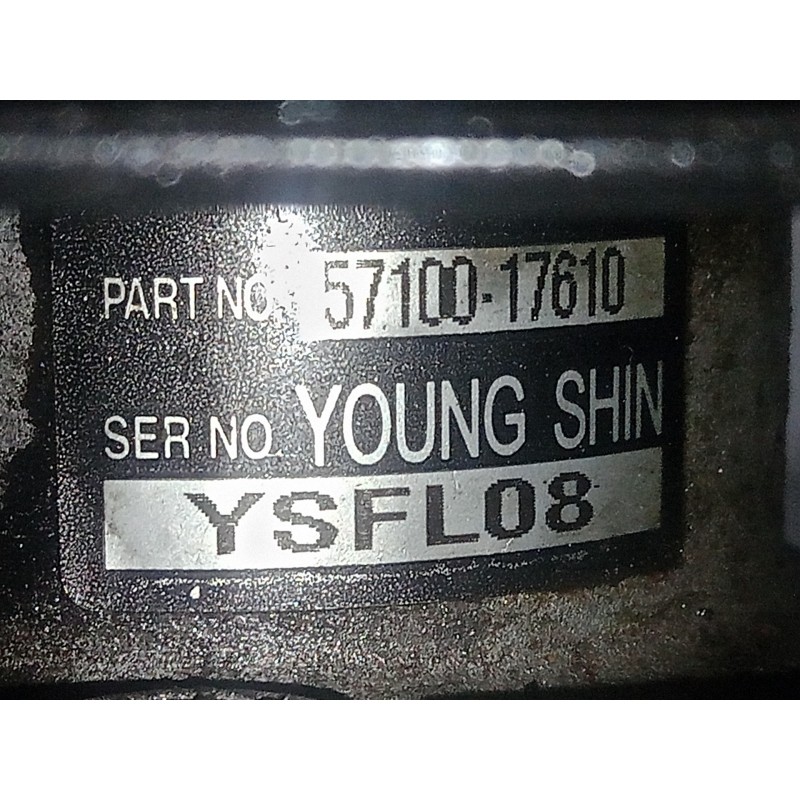 PART NO. 57100-17610
SER NO. YOUNG SHIN
YSFL08